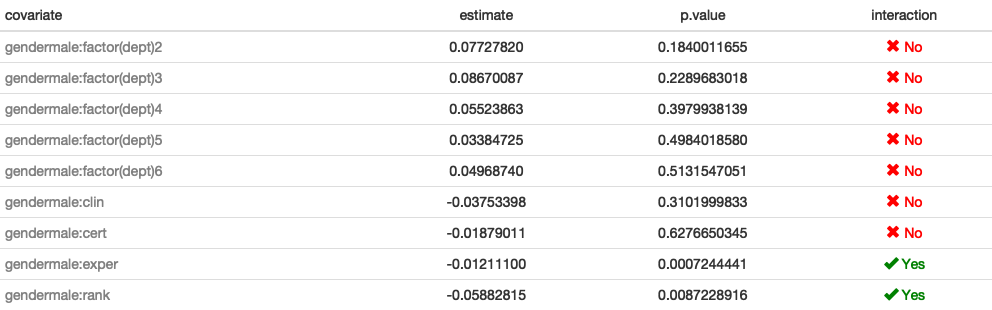 covariate estimate p.value interaction
gendermale:factor(dept)2 0.07727820 0.1840011655 ✖ No
gendermale:factor(dept)3 0.08670087 0.2289683018 ✖ No
gendermale:factor(dept)4 0.05523863 0.3979938139 ✖ No
gendermale:factor(dept)5 0.03384725 0.4984018580 ✖ No
gendermale:factor(dept)6 0.04968740 0.5131547051 ✖ No
gendermale:clin -0.03753398 0.3101999833 ✖ No
gendermale:cert -0.01879011 0.6276650345 ✖ No
gendermale:exper -0.01211100 0.0007244441 ✔ Yes
gendermale:rank -0.05882815 0.0087228916 ✔ Yes